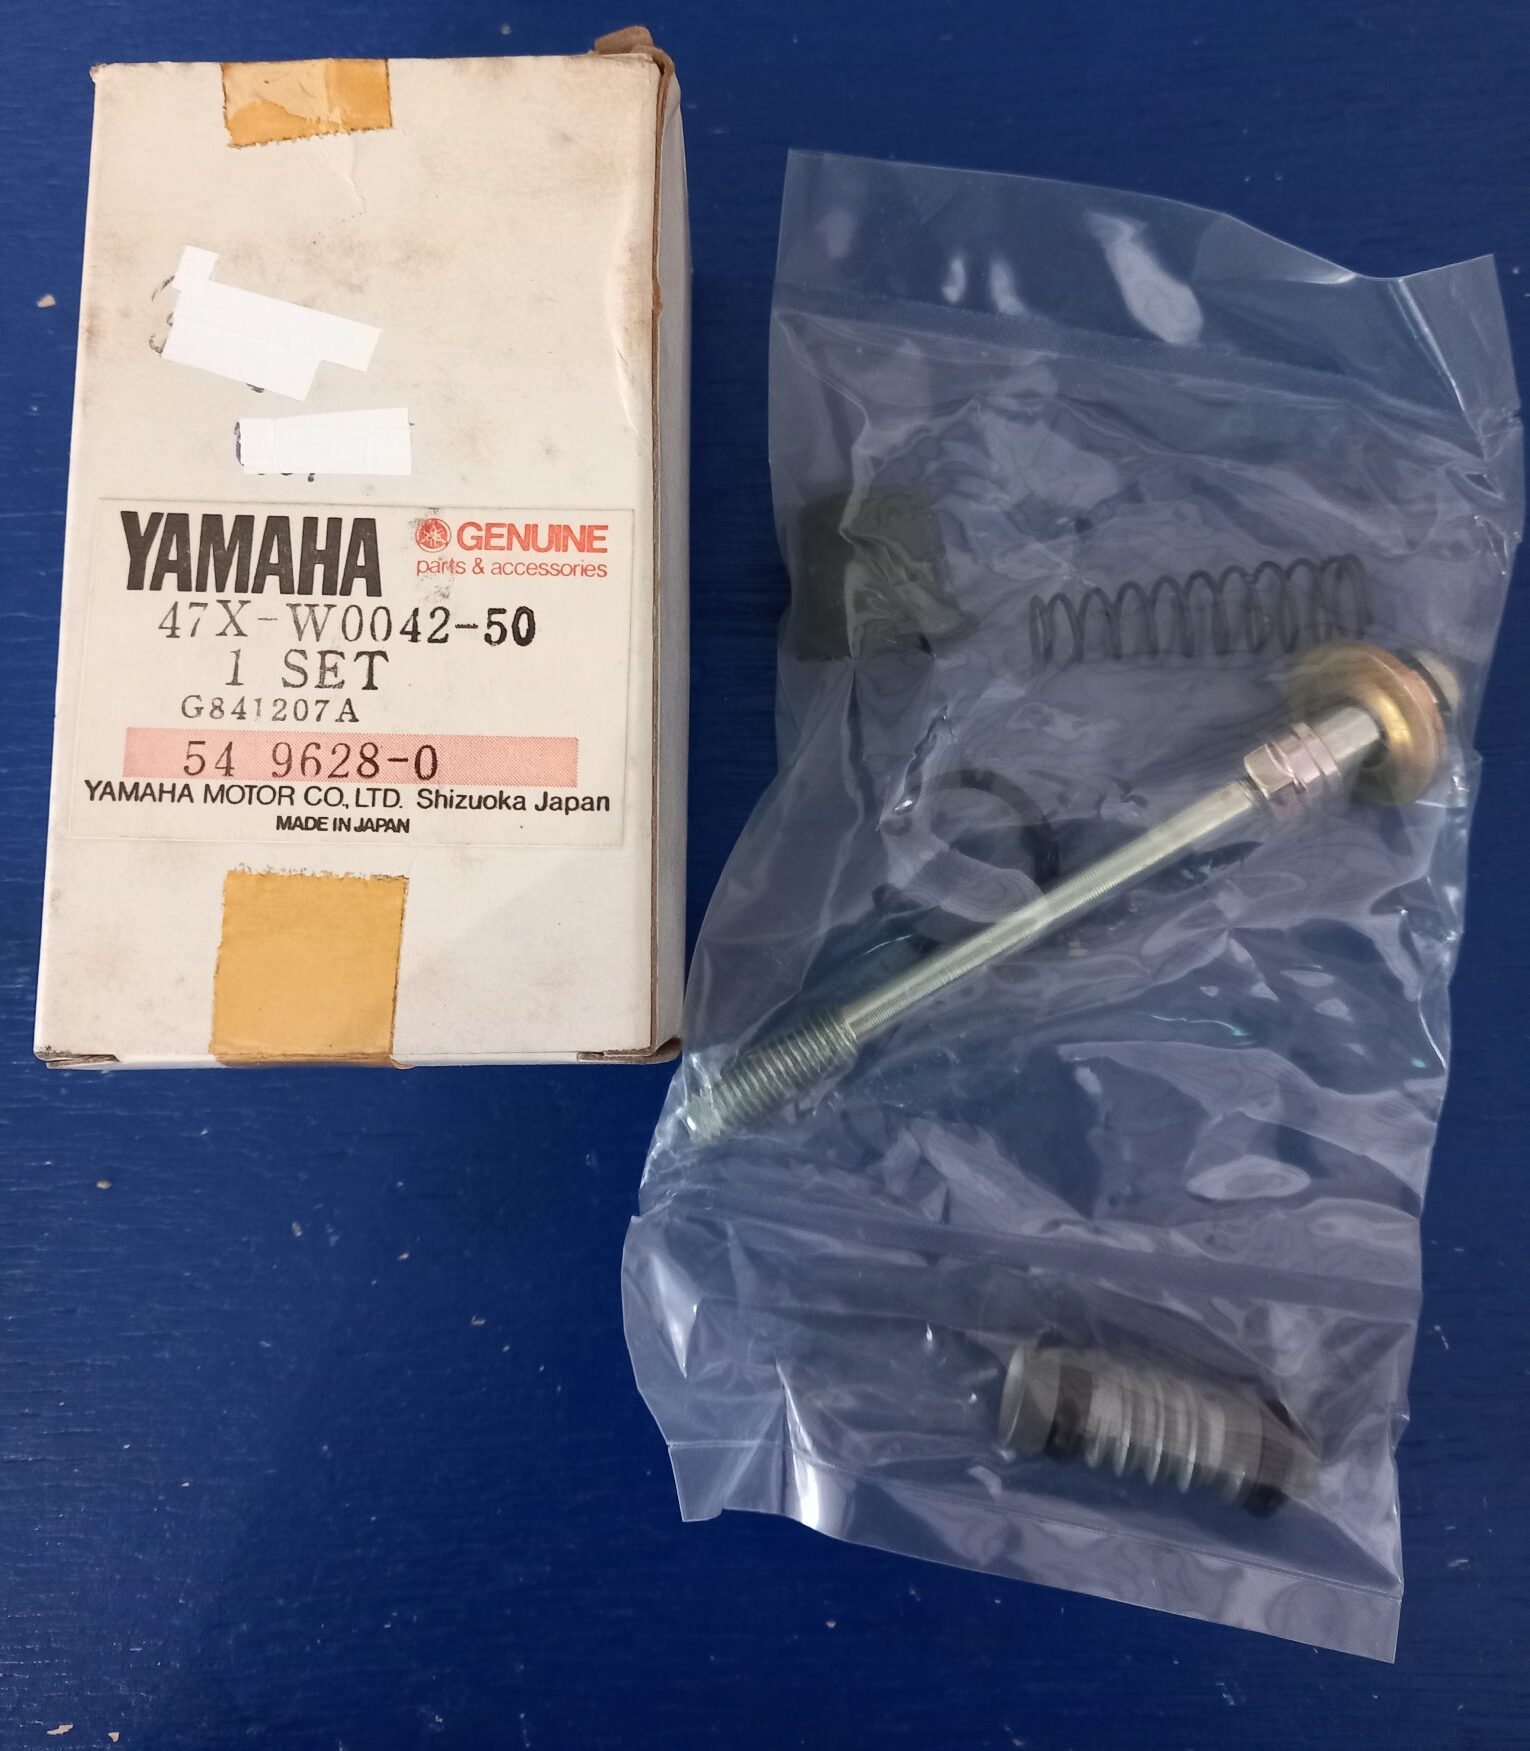 YAMAHA GENUINE
parts & accessories
47X-W0042-50
1 SET
G841207A
54 9628-0
YAMAHA MOTOR CO., LTD. Shizuoka Japan
MADE IN JAPAN